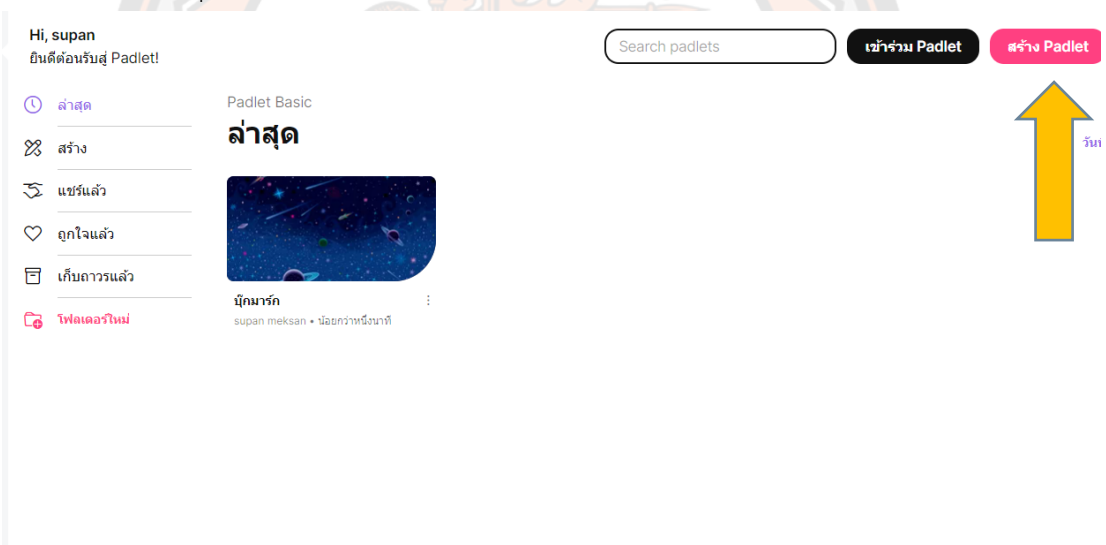 Hi, supan
ยินดีต้อนรับสู่ Padlet!
Search padlets
เข้าร่วม Padlet
สร้าง Padlet
ล่าสุด
สร้าง
แชร์แล้ว
ถูกใจแล้ว
เก็บถาวรแล้ว
โฟลเดอร์ใหม่
Padlet Basic
ล่าสุด
บุ๊กมาร์ก
supan meksan • น้อยกว่าหนึ่งนาที